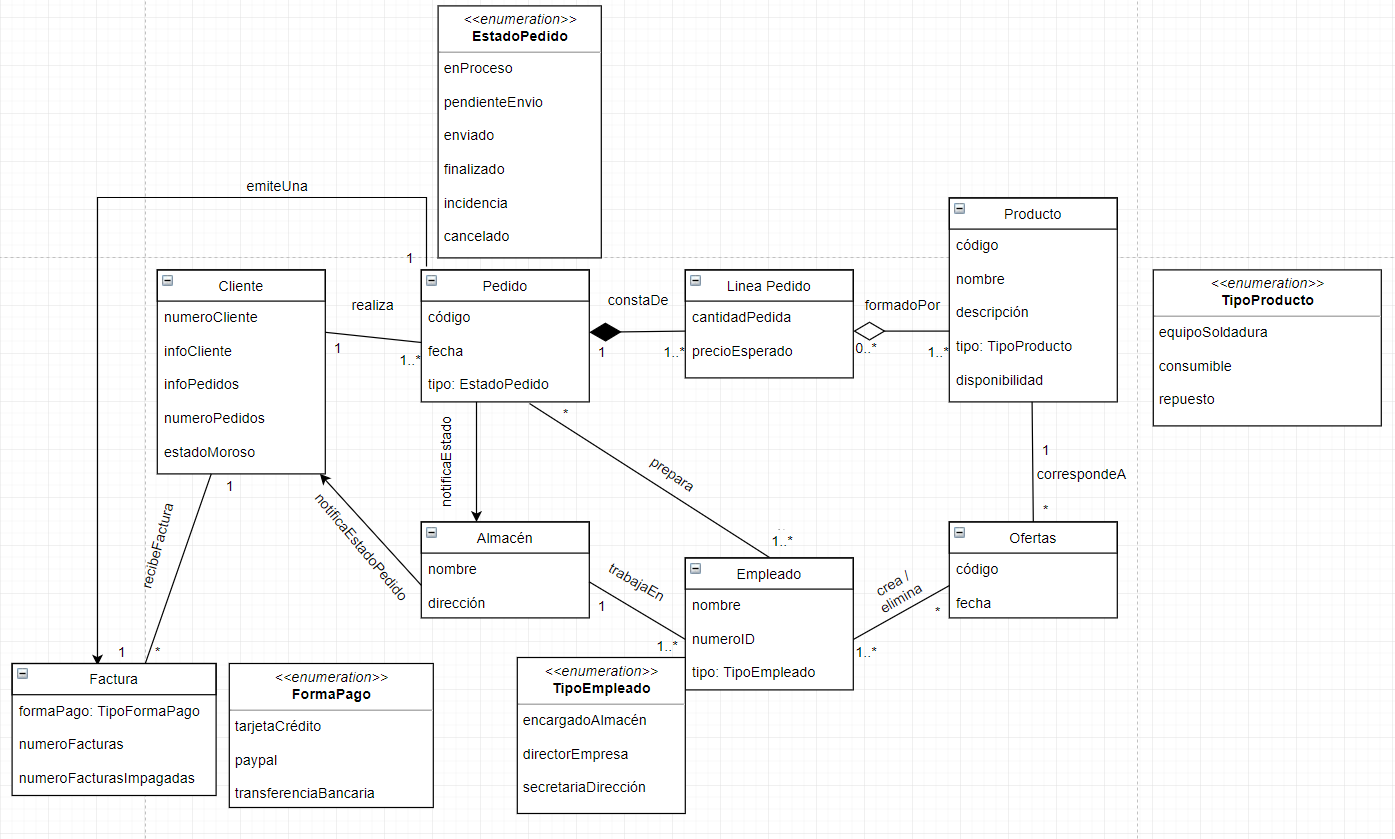 <<enumeration>>
EstadoPedido
enProceso
pendienteEnvio
enviado
finalizado
incidencia
cancelado
emiteUna
1
Cliente
numeroCliente
infoCliente
infoPedidos
numeroPedidos
estadoMoroso
realiza
1
1..*
Pedido
código
fecha
tipo: EstadoPedido
constaDe
1
1..*
Linea Pedido
cantidadPedida
precioEsperado
formadoPor
0..*
1..*
Producto
código
nombre
descripción
tipo: TipoProducto
disponibilidad
<<enumeration>>
TipoProducto
equipoSoldadura
consumible
repuesto
1
recibeFactura
notificaEstadoPedido
notificaEstado
*
prepara
1..*
1
correspondeA
*
Almacén
nombre
dirección
trabajaEn
1
1..*
Empleado
nombre
numeroID
tipo: TipoEmpleado
crea /
elimina
*
1..*
Ofertas
código
fecha
1
*
Factura
formaPago: TipoFormaPago
numeroFacturas
numeroFacturasImpagadas
<<enumeration>>
FormaPago
tarjetaCrédito
paypal
transferenciaBancaria
<<enumeration>>
TipoEmpleado
encargadoAlmacén
directorEmpresa
secretariaDirección